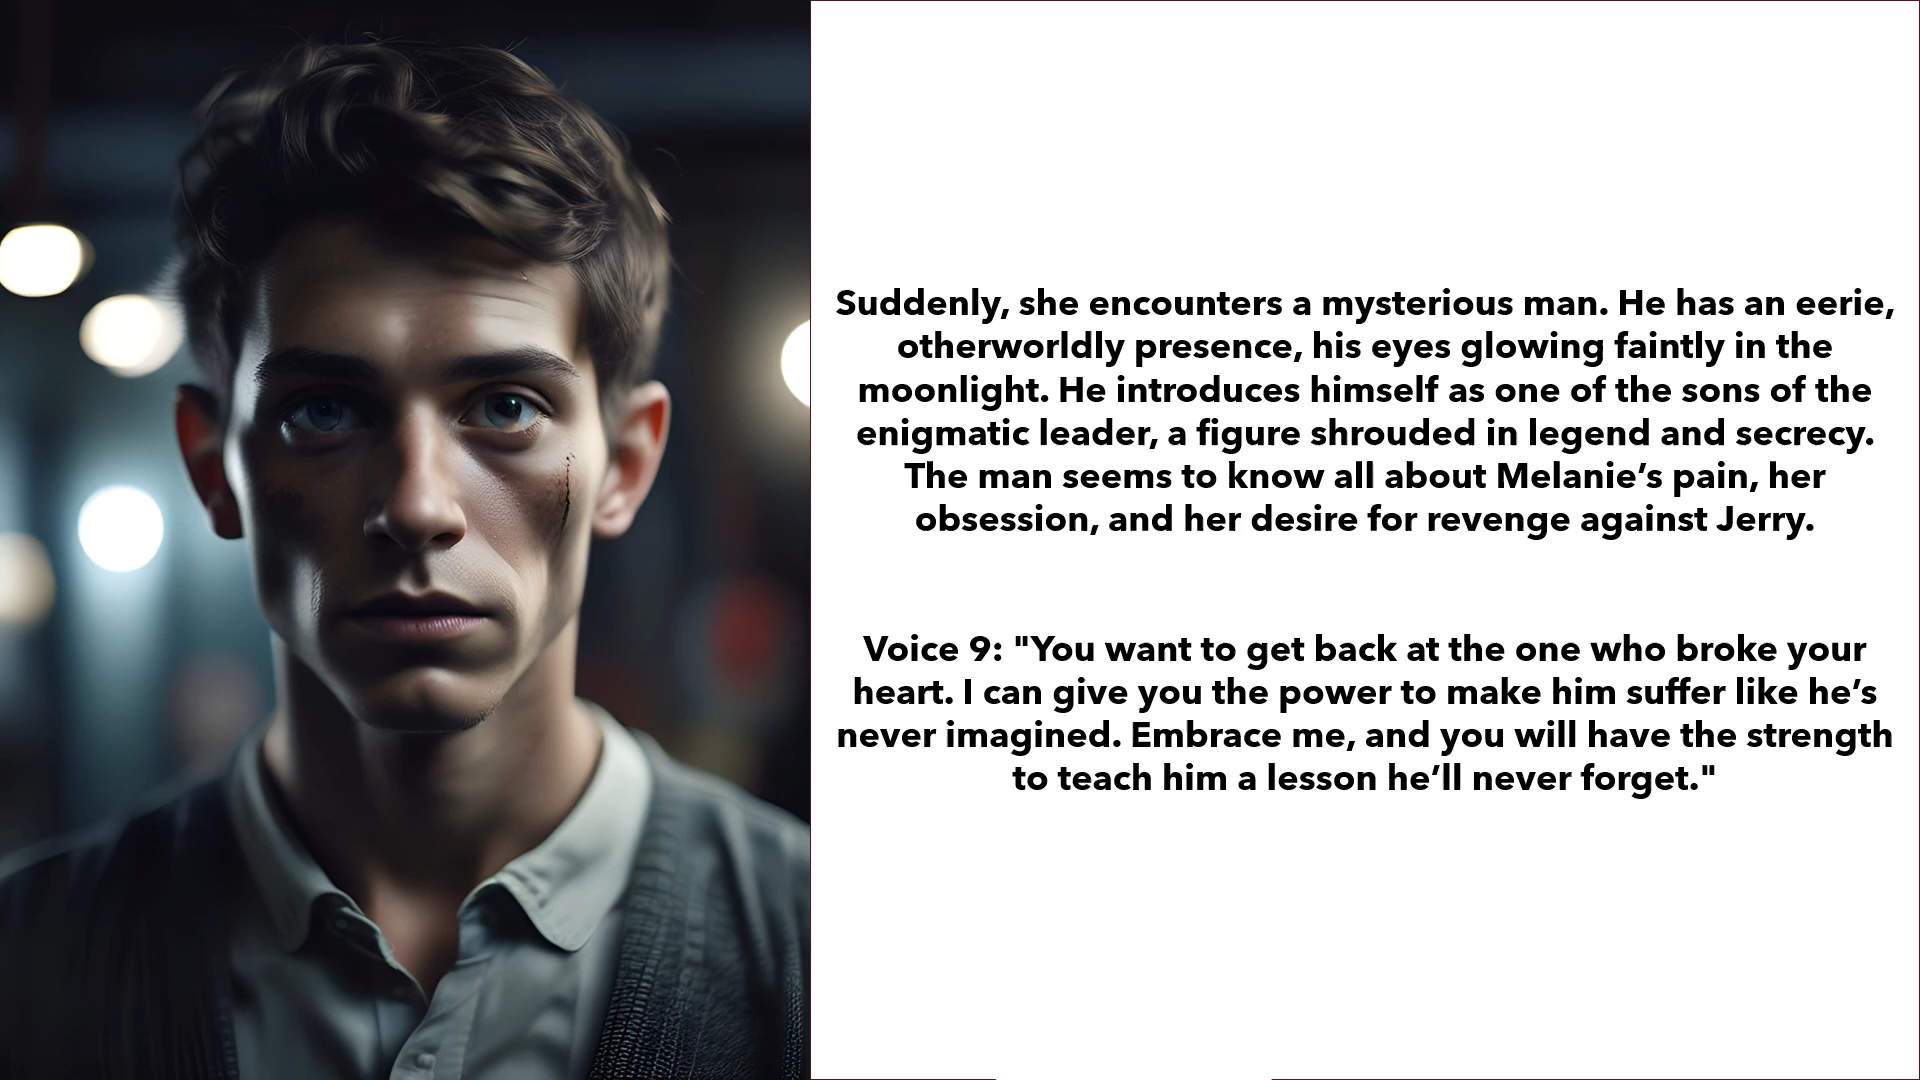 Suddenly, she encounters a mysterious man. He has an eerie,
otherworldly presence, his eyes glowing faintly in the
moonlight. He introduces himself as one of the sons of the
enigmatic leader, a figure shrouded in legend and secrecy.
The man seems to know all about Melanie’s pain, her
obsession, and her desire for revenge against Jerry.
Voice 9: "You want to get back at the one who broke your
heart. I can give you the power to make him suffer like he’s
never imagined. Embrace me, and you will have the strength
to teach him a lesson he’ll never forget."